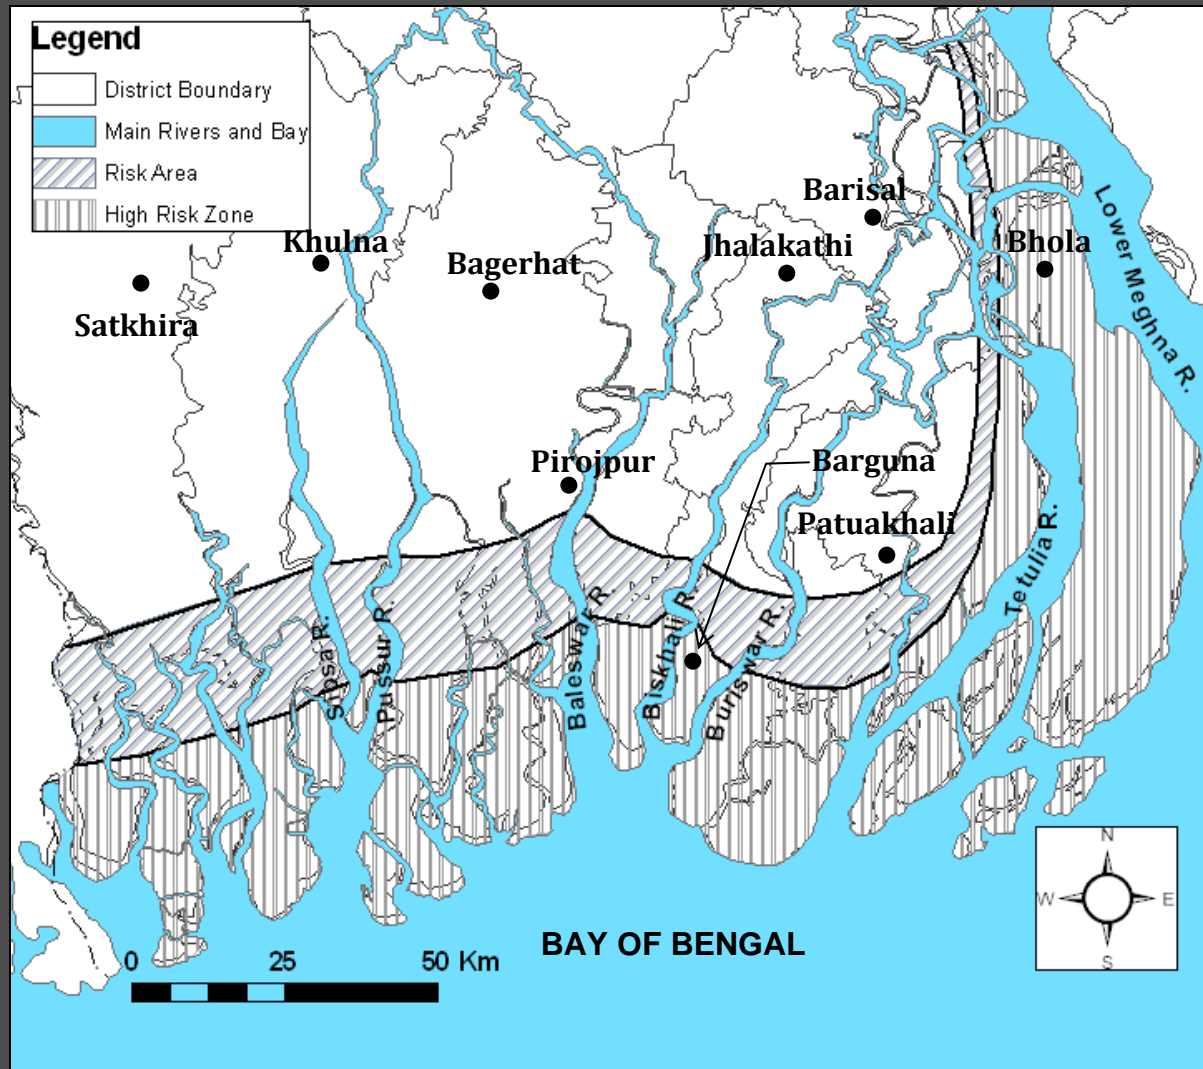 Legend
District Boundary
Main Rivers and Bay
Risk Area
High Risk Zone
Barisal
Khulna
Bagerhat
Jhalakathi
Bhola
Lower Meghna R.
Satkhira
Pirojpur
Barguna
Patuakhali
Tetulia R.
Sibsa R.
Pussur R.
Baleswar R.
Biskhali R.
Buriswar R.
BAY OF BENGAL
0 25 50 Km
N
W E
S